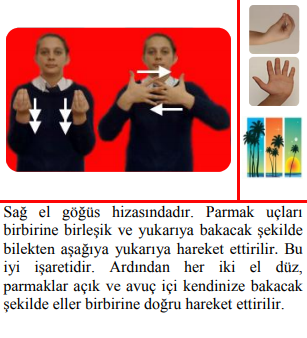 Sağ el göğüs hizasındadır. Parmak uçları
birbirine birleşik ve yukarıya bakacak şekilde
bilekten aşağıya yukarıya hareket ettirilir. Bu
iyi işaretidir. Ardından her iki el düz,
parmaklar açık ve avuç içi kendinize bakacak
şekilde eller birbirine doğru hareket ettirilir.